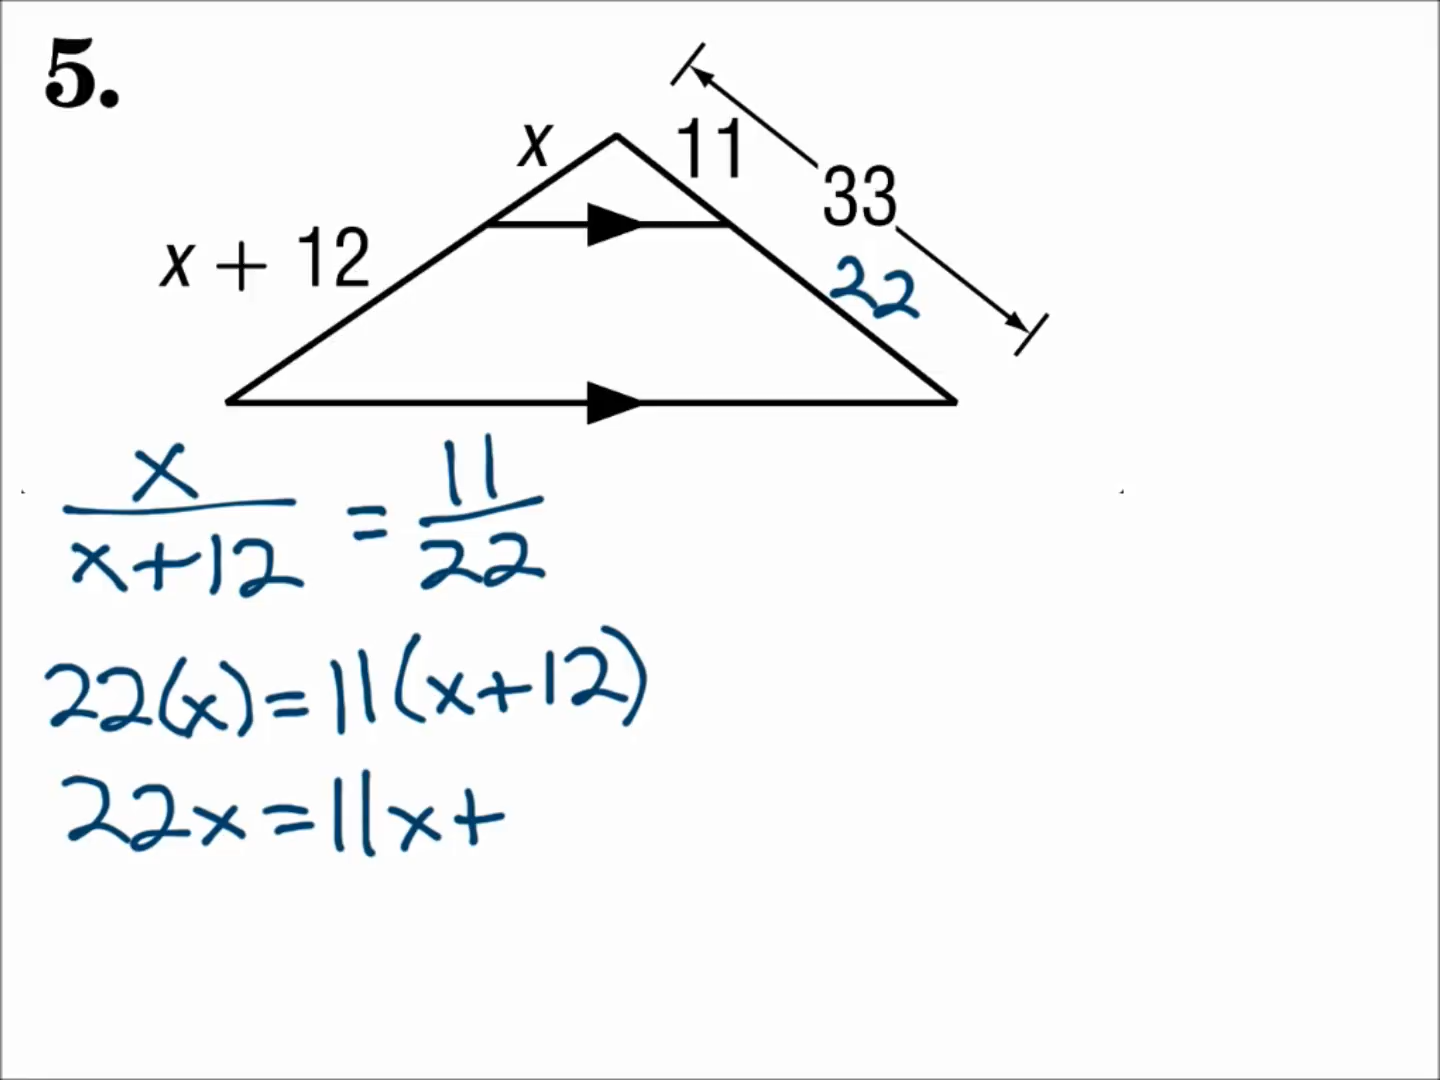 5.
x
11
33
x + 12
22
x/x+12 = 11/22
22(x)=11(x+12)
22x=11x+